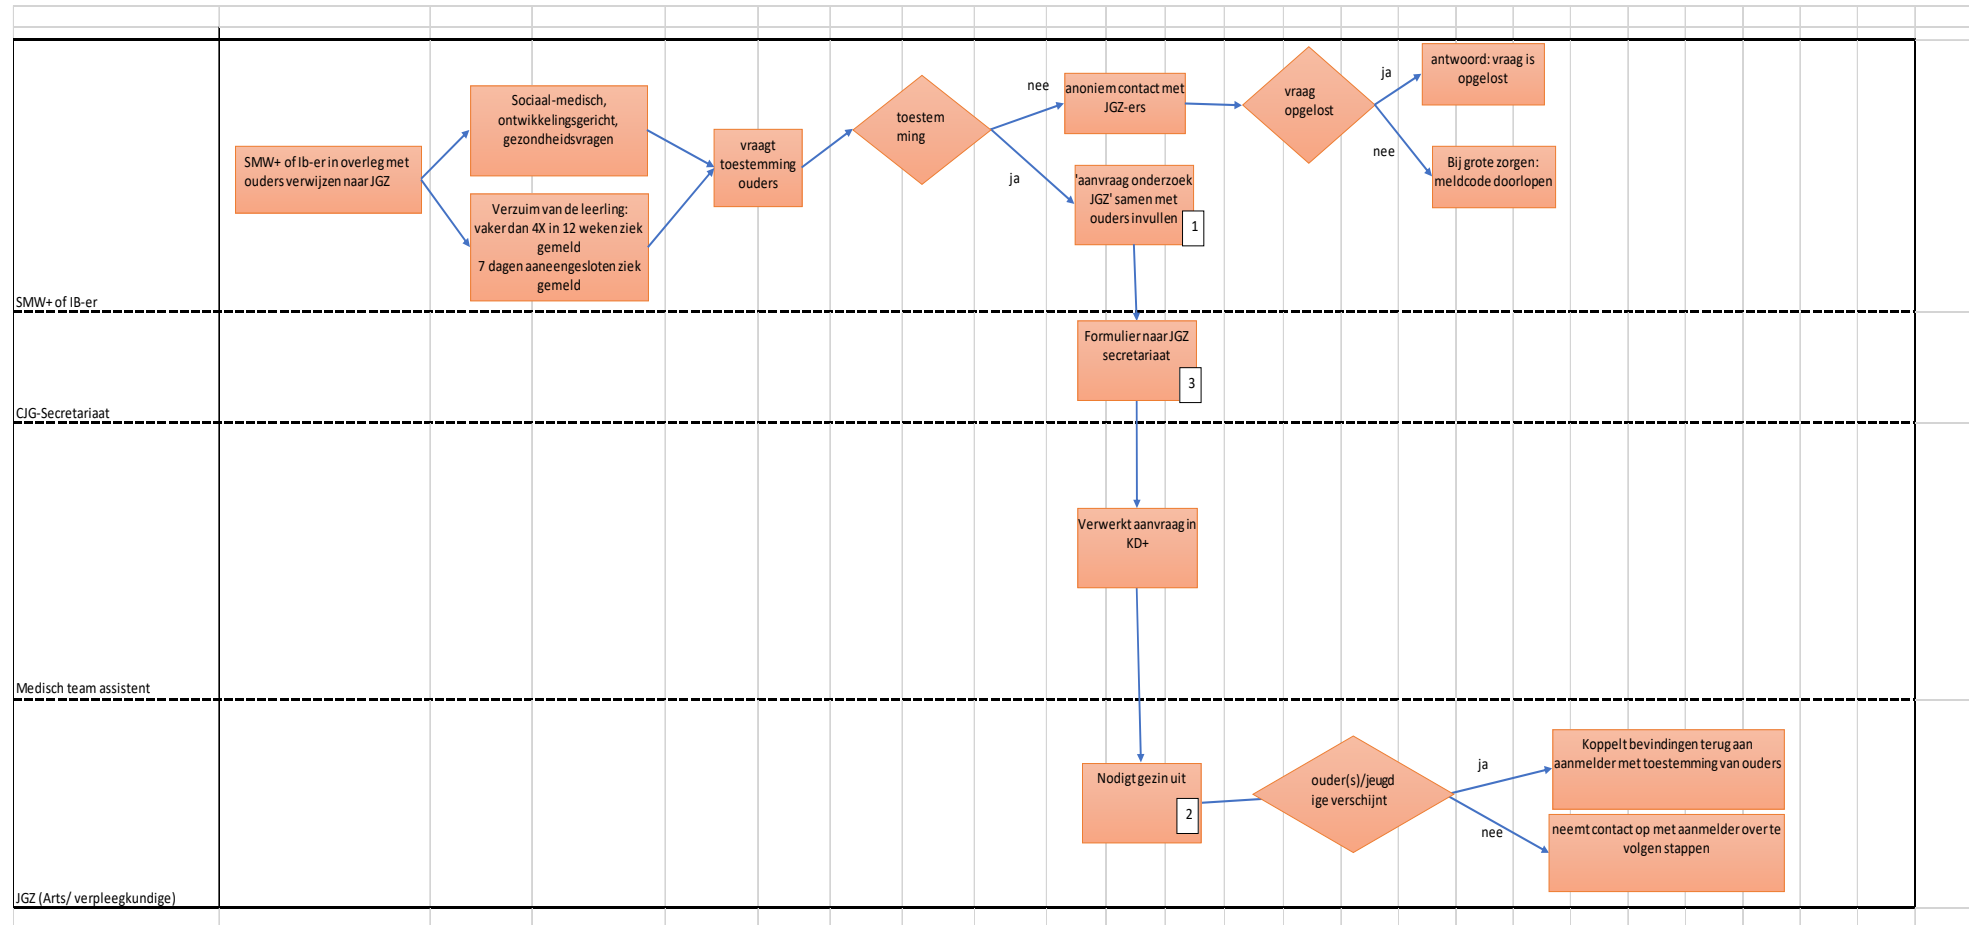 SMW+ of Ib-er in overleg met
ouders verwijzen naar JGZ
Sociaal-medisch,
ontwikkelingsgericht,
gezondheidsvragen
Verzuim van de leerling:
vaker dan 4X in 12 weken ziek
gemeld
7 dagen aaneengesloten ziek
gemeld
vraagt
toestemming
ouders
toestem
ming
nee
ja
anoniem contact met
JGZ-ers
'aanvraag onderzoek
JGZ' samen met
ouders invullen
1
vraag
opgelost
ja
nee
antwoord: vraag is
opgelost
Bij grote zorgen:
meldcode doorlopen
SMW+ of IB-er
Formulier naar JGZ
secretariaat
3
CJG-Secretariaat
Verwerkt aanvraag in
KD+
Medisch team assistent
Nodigt gezin uit
2
ouder(s)/jeugd
ige verschijnt
ja
nee
Koppelt bevindingen terug aan
aanmelder met toestemming van ouders
neemt contact op met aanmelder over te
volgen stappen
JGZ (Arts/ verpleegkundige)